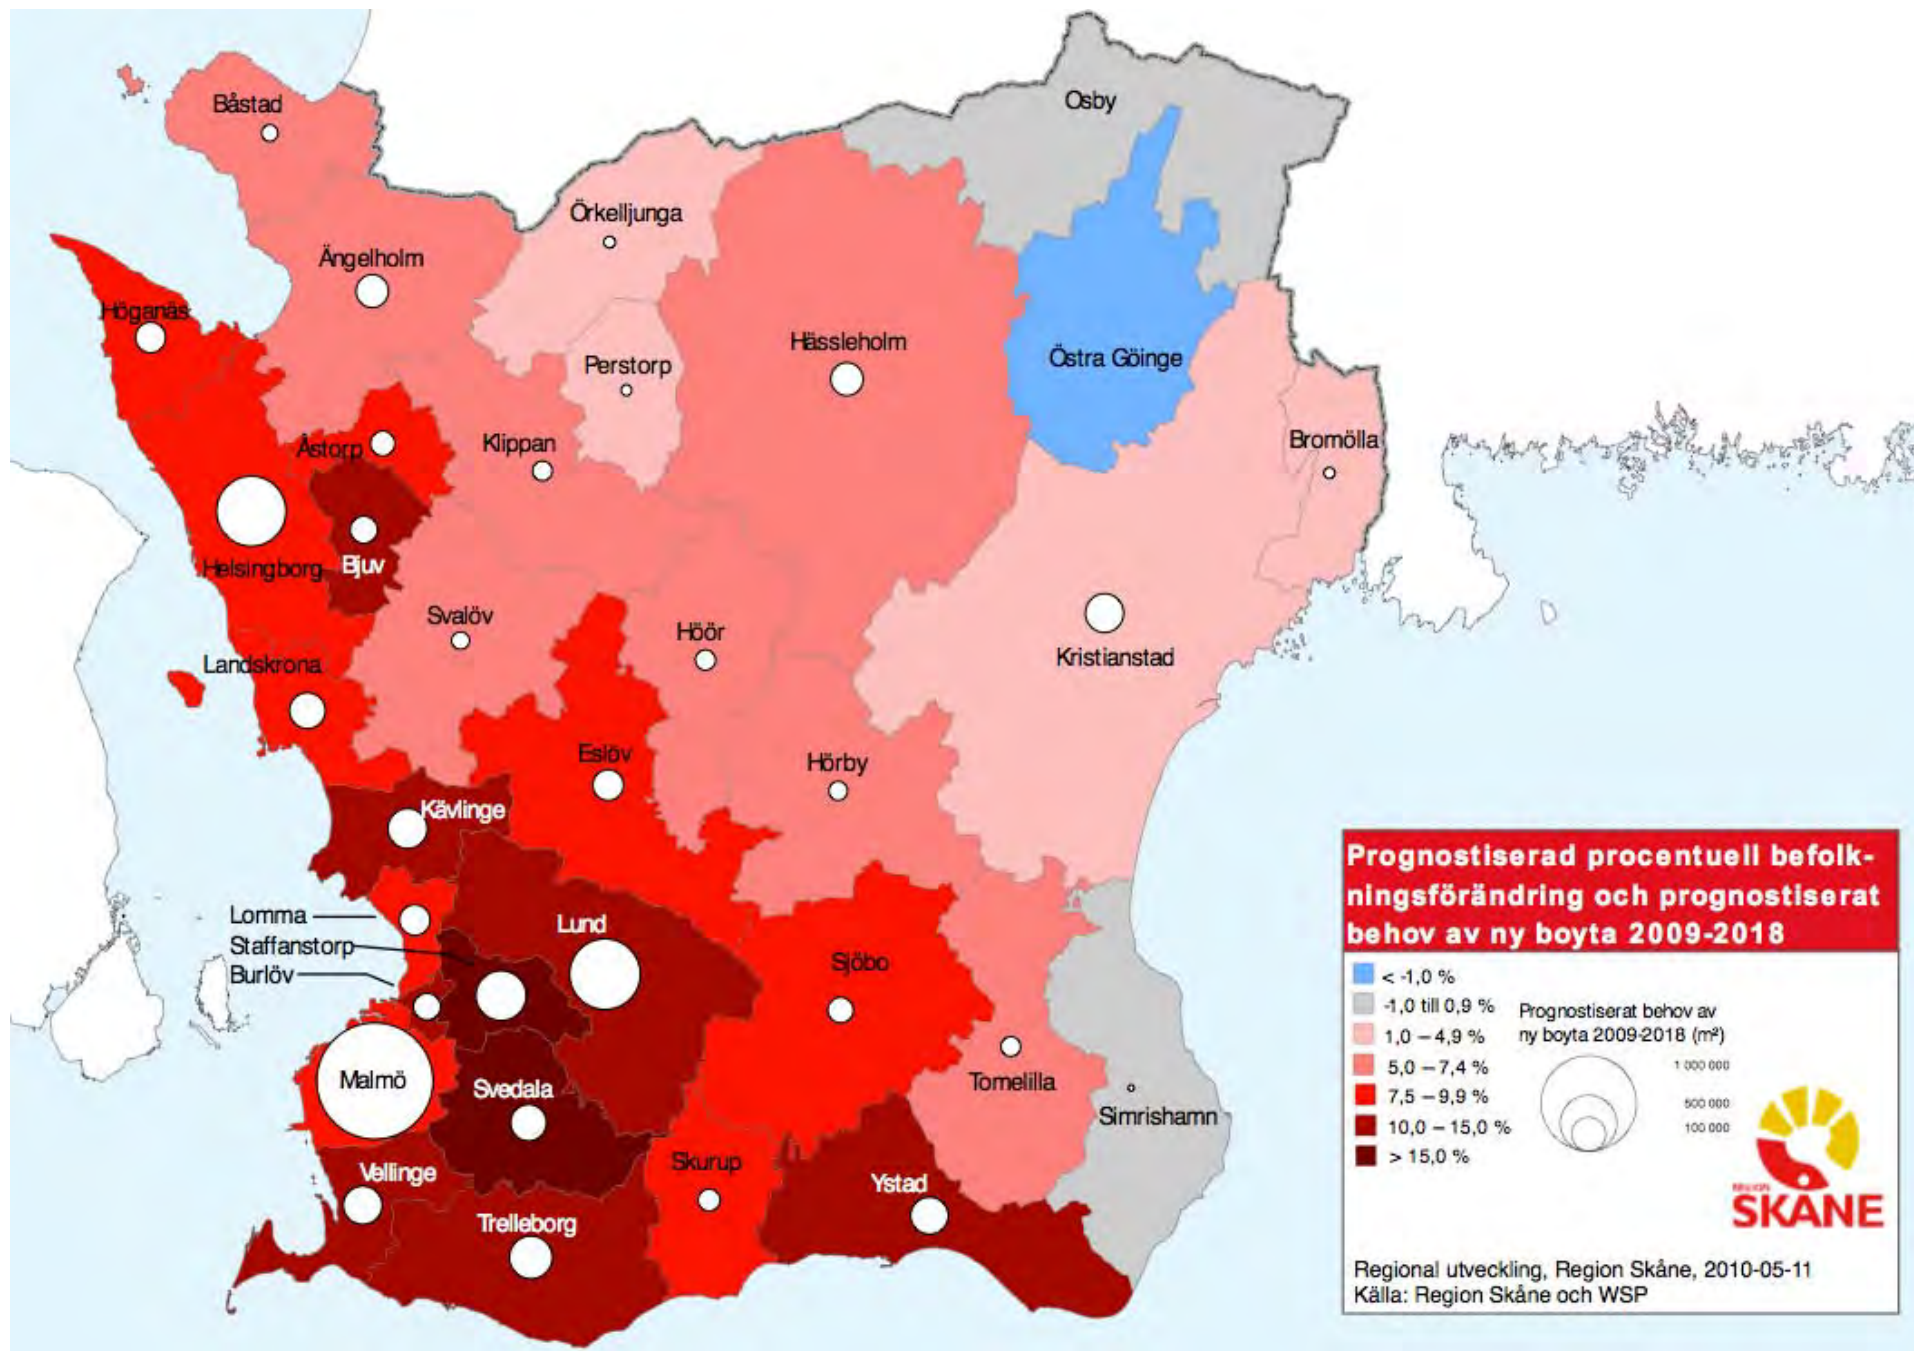 Osby
Båstad
Örkelljunga
Ängelholm
Höganäs
Hässleholm
Östra Göinge
Perstorp
Åstorp
Klippan
Bromölla
Helsingborg
Bjuv
Svalöv
Höör
Kristianstad
Landskrona
Eslöv
Hörby
Kävlinge
Lomma
Staffanstorp
Burlöv
Lund
Sjöbo
Malmö
Svedala
Tomelilla
Simrishamn
Vellinge
Skurup
Ystad
Trelleborg
Prognostiserad procentuell befolk-
ningsförändring och prognostiserat
behov av ny boyta 2009-2018
< -1,0 %
-1,0 till 0,9 %
1,0 – 4,9 %
5,0 – 7,4 %
7,5 – 9,9 %
10,0 – 15,0 %
> 15,0 %
Prognostiserat behov av
ny boyta 2009-2018 (m²)
1 000 000
500 000
100 000
REGION
SKÅNE
Regional utveckling, Region Skåne, 2010-05-11
Källa: Region Skåne och WSP